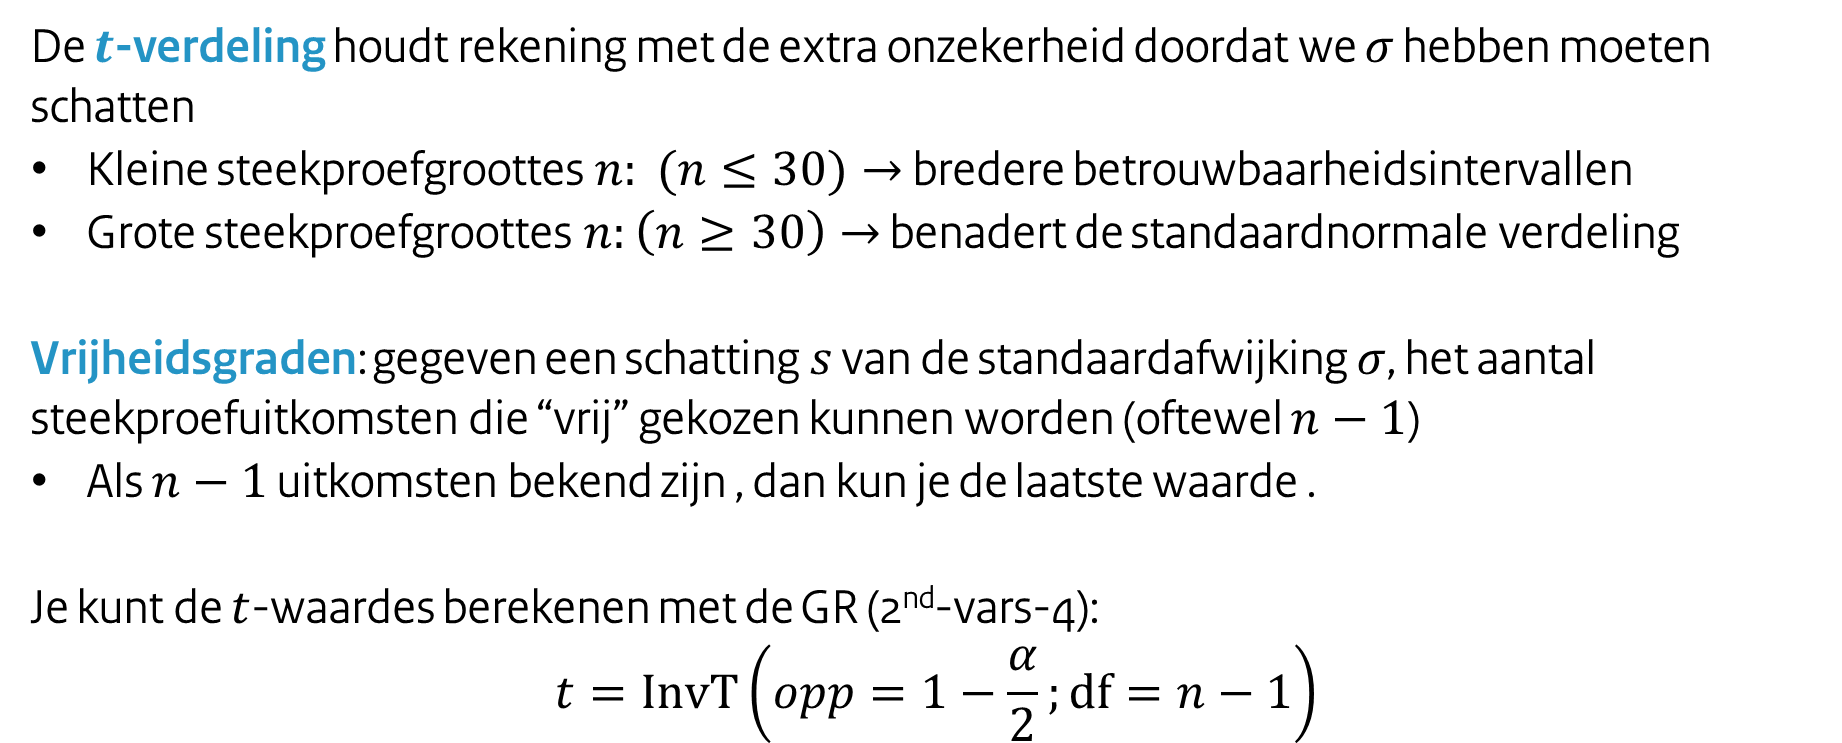 De t-verdeling houdt rekening met de extra onzekerheid doordat we σ hebben moeten
schatten
• Kleine steekproefgroottes n: (n ≤ 30) → bredere betrouwbaarheidsintervallen
• Grote steekproefgroottes n: (n ≥ 30) → benadert de standaardnormale verdeling
Vrijheidsgraden: gegeven een schatting s van de standaardafwijking σ, het aantal
steekproefuitkomsten die “vrij” gekozen kunnen worden (oftewel n − 1)
• Als n − 1 uitkomsten bekend zijn , dan kun je de laatste waarde .
Je kunt de t-waardes berekenen met de GR (2nd-vars-4):
t = InvT(opp = 1 − α/2 ; df = n − 1)